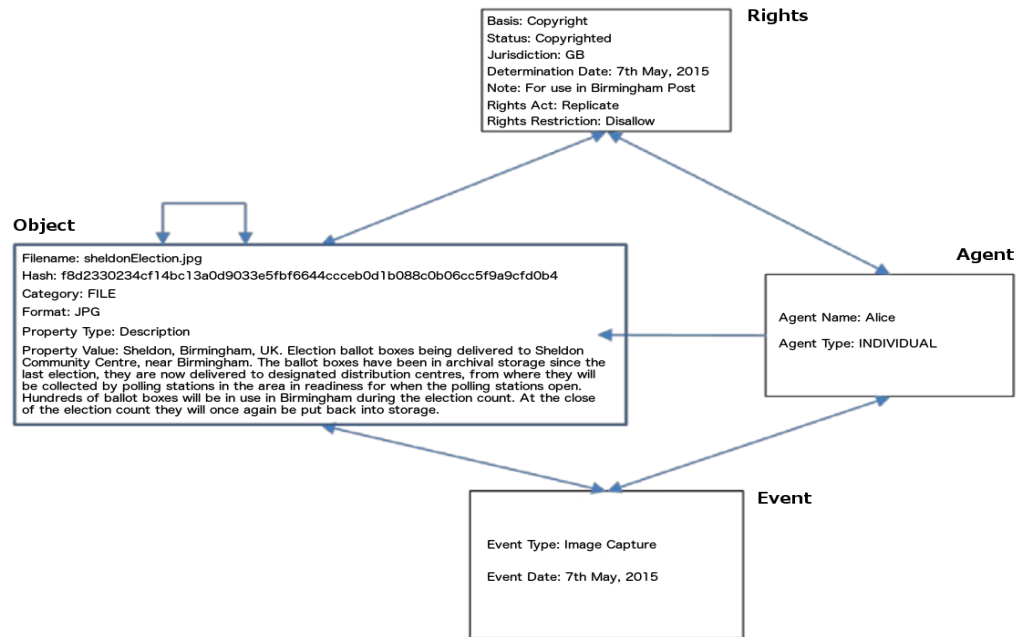 Rights
Basis: Copyright
Status: Copyrighted
Jurisdiction: GB
Determination Date: 7th May, 2015
Note: For use in Birmingham Post
Rights Act: Replicate
Rights Restriction: Disallow
Object
Filename: sheldonElection.jpg
Hash: f8d2330234cf14bc13a0d9033e5fbf6644ccceb0d1b088c0b06cc5f9a9cfd0b4
Category: FILE
Format: JPG
Property Type: Description
Property Value: Sheldon, Birmingham, UK. Election ballot boxes being delivered to Sheldon
Community Centre, near Birmingham. The ballot boxes have been in archival storage since the
last election, they are now delivered to designated distribution centres, from where they will
be collected by polling stations in the area in readiness for when the polling stations open.
Hundreds of ballot boxes will be in use in Birmingham during the election count. At the close
of the election count they will once again be put back into storage.
Agent
Agent Name: Alice
Agent Type: INDIVIDUAL
Event
Event Type: Image Capture
Event Date: 7th May, 2015